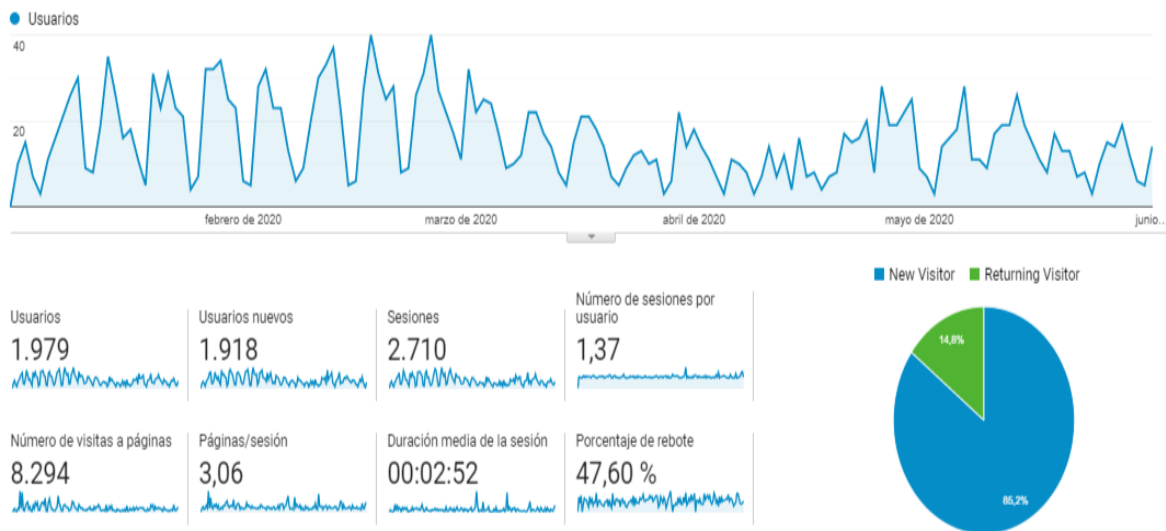 Usuarios
40
20
febrero de 2020
marzo de 2020
abril de 2020
mayo de 2020
junio...
New Visitor
Returning Visitor
Usuarios
1.979
Usuarios nuevos
1.918
Sesiones
2.710
Número de sesiones por
usuario
1,37
Número de visitas a páginas
8.294
Páginas/sesión
3,06
Duración media de la sesión
00:02:52
Porcentaje de rebote
47,60 %
14,8%
85,2%